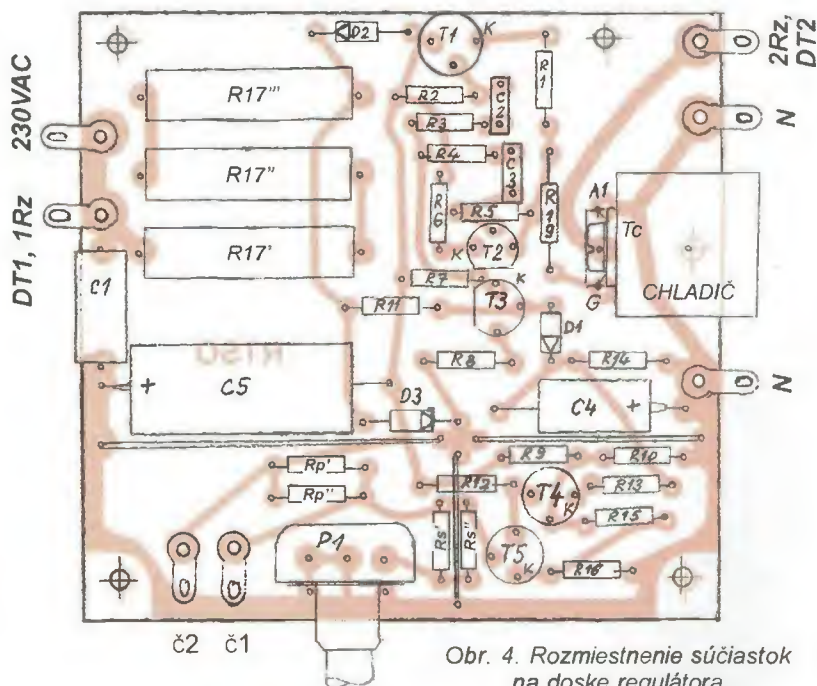 D2
T1
K
2Rz,
DT2
230VAC
R17'''
R2
C2
R1
R3
N
R17"
R4
C3
R6
R5
R19
A1
Tc
DT1, 1Rz
R17'
K
T2
C1
R7
K
G
CHLADIČ
R11
T3
D1
K150
C5
+
R8
R14
D3
C4
+
N
Rp'
R9
R10
Rp"
R12
T4
R13
P1
Rs'
Rs"
K
R15
T5
K
R16
č2 č1
Obr. 4. Rozmiestnenie súčiastok
na doske regulátora